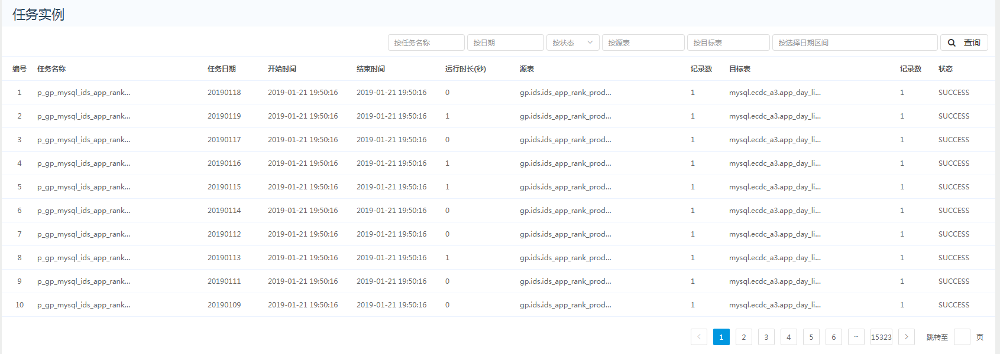 任务实例
按任务名称 按日期 按状态 按源表 按目标表 按选择日期区间 查询
编号 任务名称 任务日期 开始时间 结束时间 运行时长(秒) 源表 记录数 目标表 记录数 状态
1 p_gp_mysql_ids_app_rank... 20190118 2019-01-21 19:50:16 2019-01-21 19:50:16 0 gp.ids.ids_app_rank_prod... 1 mysql.ecdc_a3.app_day_li... 1 SUCCESS
2 p_gp_mysql_ids_app_rank... 20190119 2019-01-21 19:50:16 2019-01-21 19:50:16 1 gp.ids.ids_app_rank_prod... 1 mysql.ecdc_a3.app_day_li... 1 SUCCESS
3 p_gp_mysql_ids_app_rank... 20190117 2019-01-21 19:50:16 2019-01-21 19:50:16 0 gp.ids.ids_app_rank_prod... 1 mysql.ecdc_a3.app_day_li... 1 SUCCESS
4 p_gp_mysql_ids_app_rank... 20190116 2019-01-21 19:50:16 2019-01-21 19:50:16 1 gp.ids.ids_app_rank_prod... 1 mysql.ecdc_a3.app_day_li... 1 SUCCESS
5 p_gp_mysql_ids_app_rank... 20190115 2019-01-21 19:50:16 2019-01-21 19:50:16 1 gp.ids.ids_app_rank_prod... 1 mysql.ecdc_a3.app_day_li... 1 SUCCESS
6 p_gp_mysql_ids_app_rank... 20190114 2019-01-21 19:50:16 2019-01-21 19:50:16 0 gp.ids.ids_app_rank_prod... 1 mysql.ecdc_a3.app_day_li... 1 SUCCESS
7 p_gp_mysql_ids_app_rank... 20190112 2019-01-21 19:50:16 2019-01-21 19:50:16 0 gp.ids.ids_app_rank_prod... 1 mysql.ecdc_a3.app_day_li... 1 SUCCESS
8 p_gp_mysql_ids_app_rank... 20190113 2019-01-21 19:50:16 2019-01-21 19:50:16 1 gp.ids.ids_app_rank_prod... 1 mysql.ecdc_a3.app_day_li... 1 SUCCESS
9 p_gp_mysql_ids_app_rank... 20190111 2019-01-21 19:50:16 2019-01-21 19:50:16 0 gp.ids.ids_app_rank_prod... 1 mysql.ecdc_a3.app_day_li... 1 SUCCESS
10 p_gp_mysql_ids_app_rank... 20190109 2019-01-21 19:50:16 2019-01-21 19:50:16 0 gp.ids.ids_app_rank_prod... 1 mysql.ecdc_a3.app_day_li... 1 SUCCESS
< 1 2 3 4 5 6 ··· 15323 > 跳转至 页